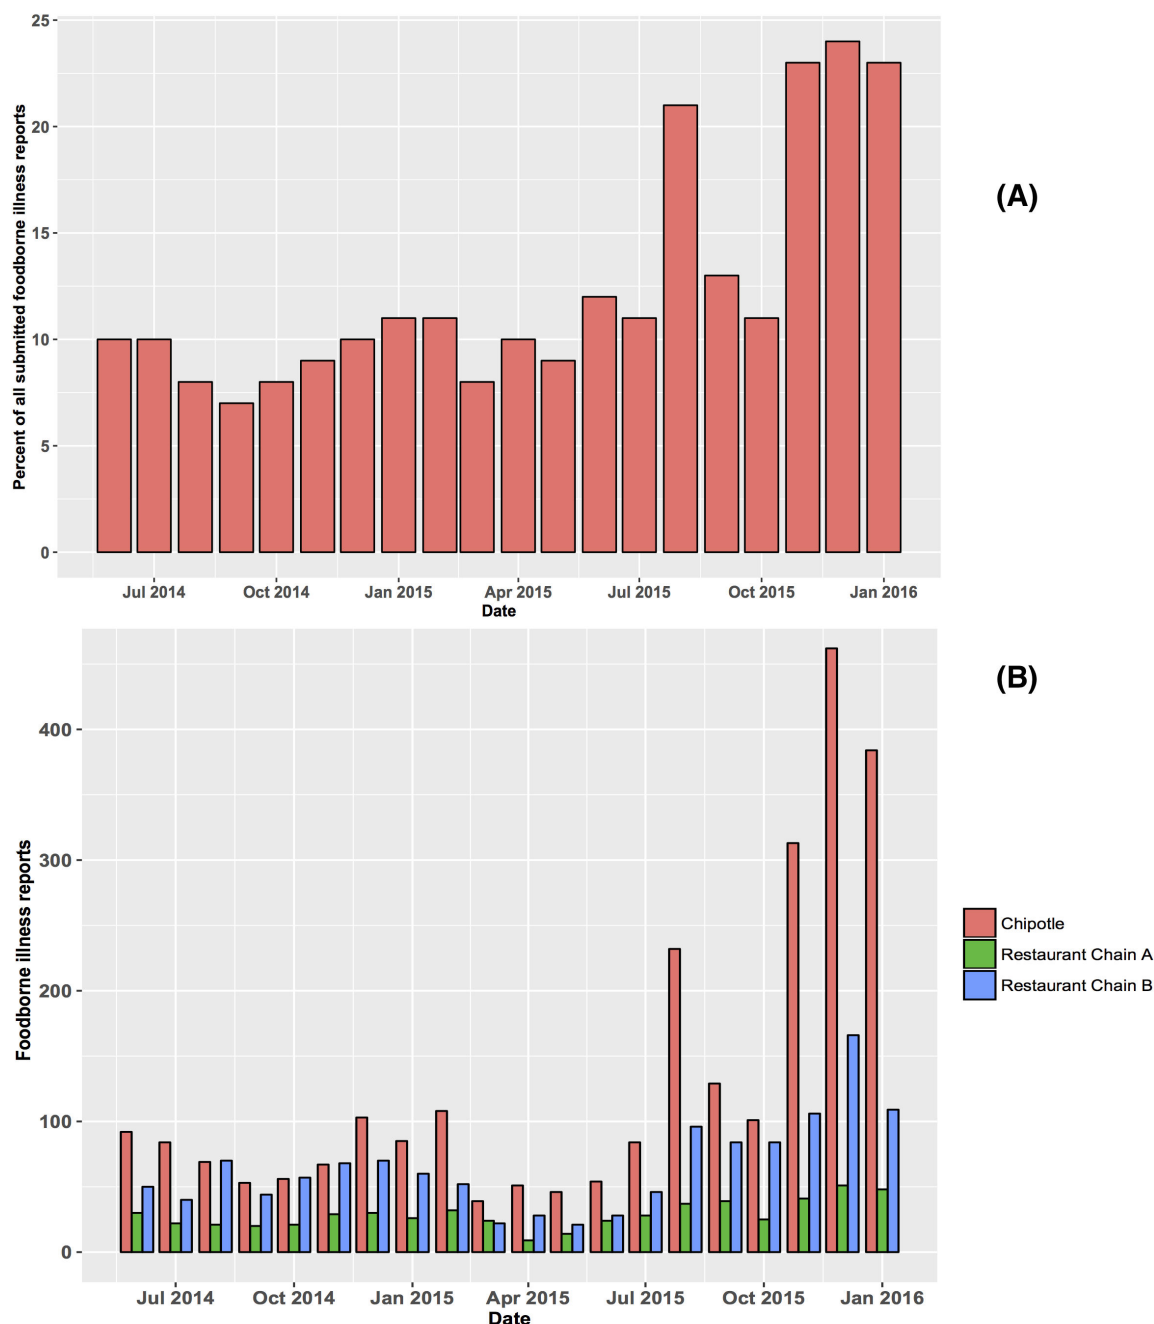 25
20
15
10
5
0
Percent of all submitted foodborne illness reports
Jul 2014 Oct 2014 Jan 2015 Apr 2015 Jul 2015 Oct 2015 Jan 2016
Date
(A)
(B)
400
300
200
100
0
Foodborne illness reports
Jul 2014 Oct 2014 Jan 2015 Apr 2015 Jul 2015 Oct 2015 Jan 2016
Date
Chipotle
Restaurant Chain A
Restaurant Chain B